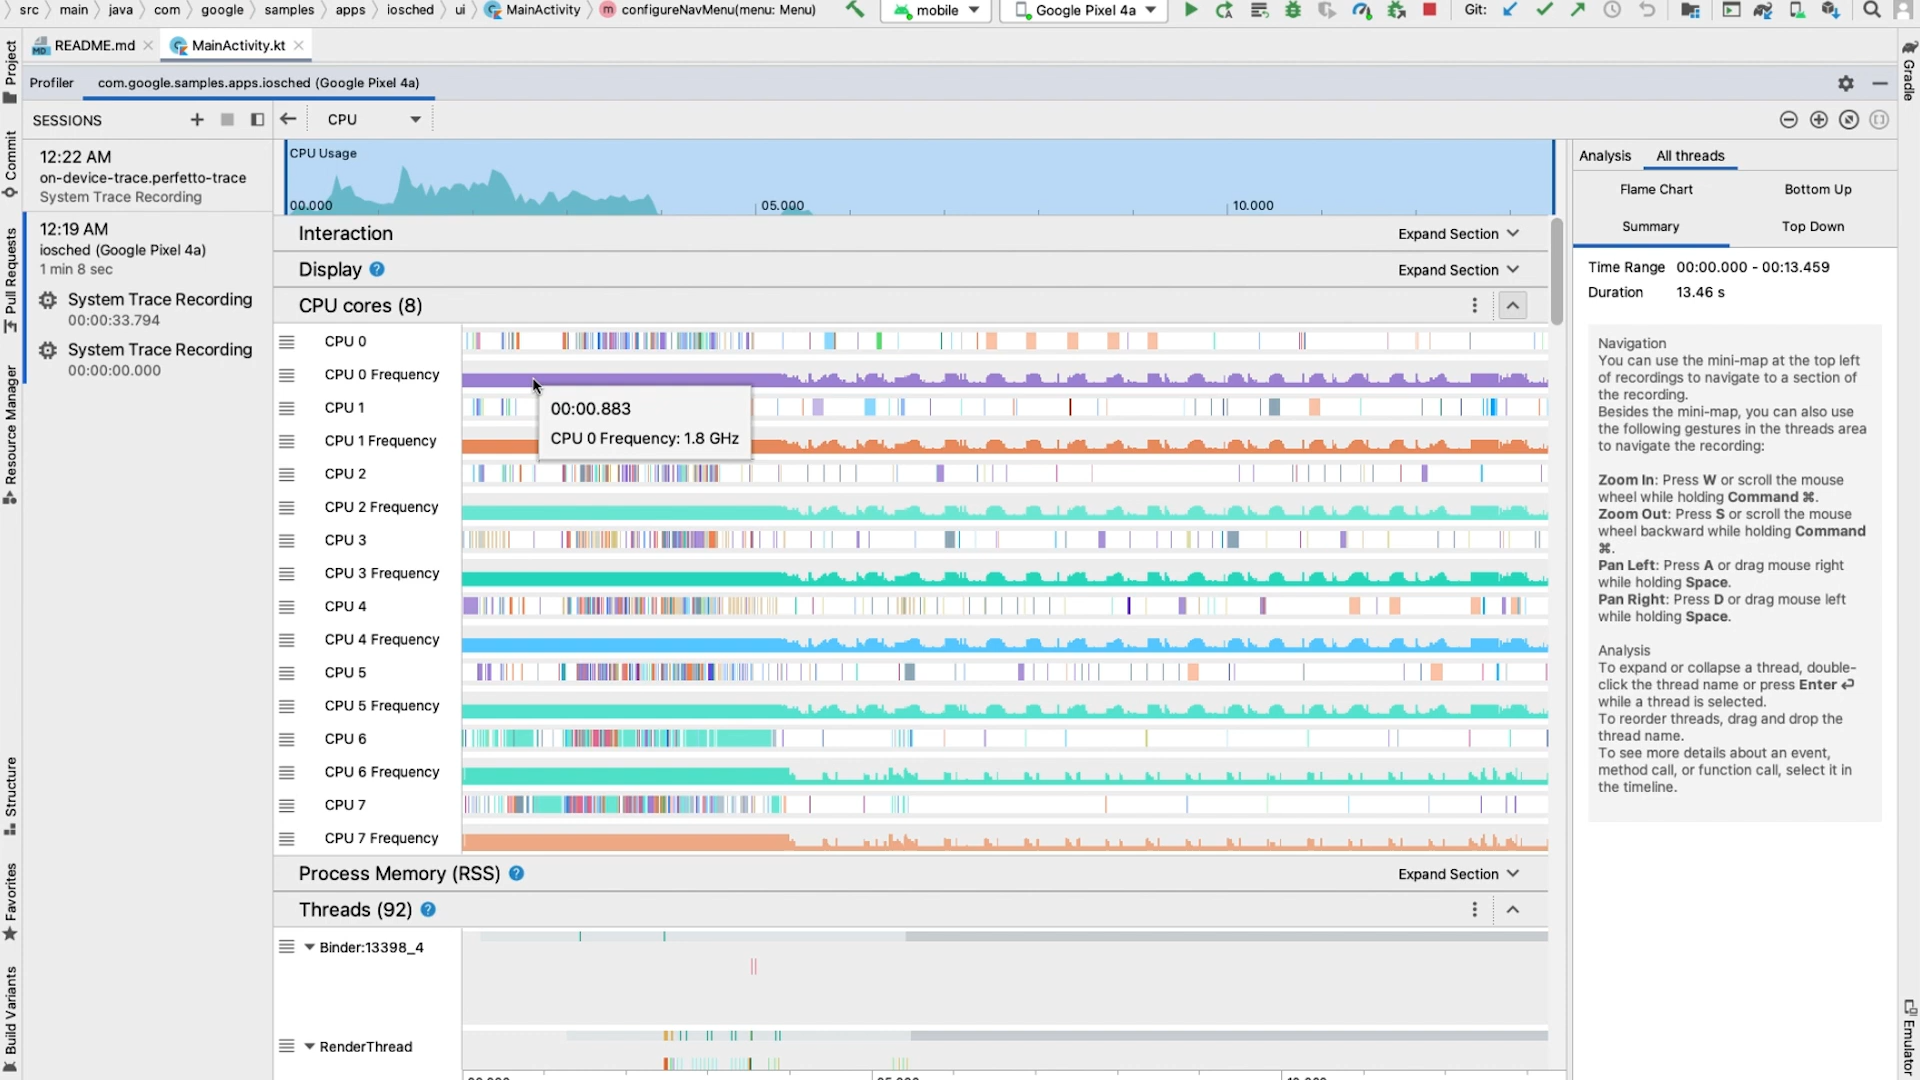 src main java com google samples apps iosched ui MainActivity configureNavMenu(menu: Menu) mobile Google Pixel 4a Git:
README.md MainActivity.kt
Profiler com.google.samples.apps.iosched (Google Pixel 4a)
SESSIONS CPU
12:22 AM
on-device-trace.perfetto-trace
System Trace Recording
12:19 AM
iosched (Google Pixel 4a)
1 min 8 sec
System Trace Recording
00:00:33.794
System Trace Recording
00:00:00.000
Project
Commit
Pull Requests
Resource Manager
Structure
Favorites
Build Variants
CPU Usage
00.000 05.000 10.000
Interaction Expand Section
Display ? Expand Section
CPU cores (8)
CPU 0
CPU 0 Frequency
00:00.883
CPU 0 Frequency: 1.8 GHz
CPU 1
CPU 1 Frequency
CPU 2
CPU 2 Frequency
CPU 3
CPU 3 Frequency
CPU 4
CPU 4 Frequency
CPU 5
CPU 5 Frequency
CPU 6
CPU 6 Frequency
CPU 7
CPU 7 Frequency
Process Memory (RSS) ? Expand Section
Threads (92) ?
Binder:13398_4
RenderThread
Analysis All threads
Flame Chart Bottom Up
Summary Top Down
Time Range 00:00.000 - 00:13.459
Duration 13.46 s
Navigation
You can use the mini-map at the top left
of recordings to navigate to a section of
the recording.
Besides the mini-map, you can also use
the following gestures in the threads area
to navigate the recording:
Zoom In: Press W or scroll the mouse
wheel while holding Command ⌘.
Zoom Out: Press S or scroll the mouse
wheel backward while holding Command
⌘.
Pan Left: Press A or drag mouse right
while holding Space.
Pan Right: Press D or drag mouse left
while holding Space.
Analysis
To expand or collapse a thread, double-
click the thread name or press Enter ↩
while a thread is selected.
To reorder threads, drag and drop the
thread name.
To see more details about an event,
method call, or function call, select it in
the timeline.
Gradle
Emulator